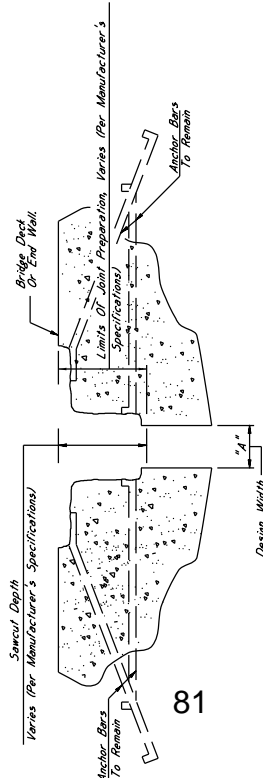 Sawcut Depth
Varies (Per Manufacturer's Specifications)
Bridge Deck
Or End Wall.
Limits Of Joint Preparation, Varies (Per Manufacturer's
Specifications)
Anchor Bars
To Remain
Anchor Bars
To Remain
"A"
Design Width
81